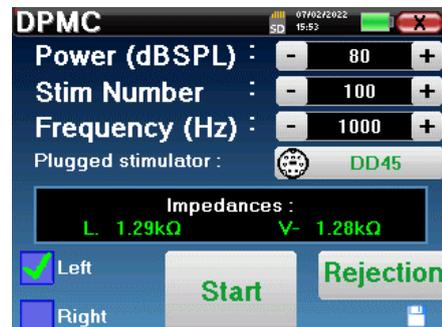 DPMC SD 07/02/2022 15:53 X
Power (dBSPL) : - 80 +
Stim Number : - 100 +
Frequency (Hz) : - 1000 +
Plugged stimulator : DD45
Impedances :
L. 1.29kΩ V- 1.28kΩ
Left
Start
Rejection
Right